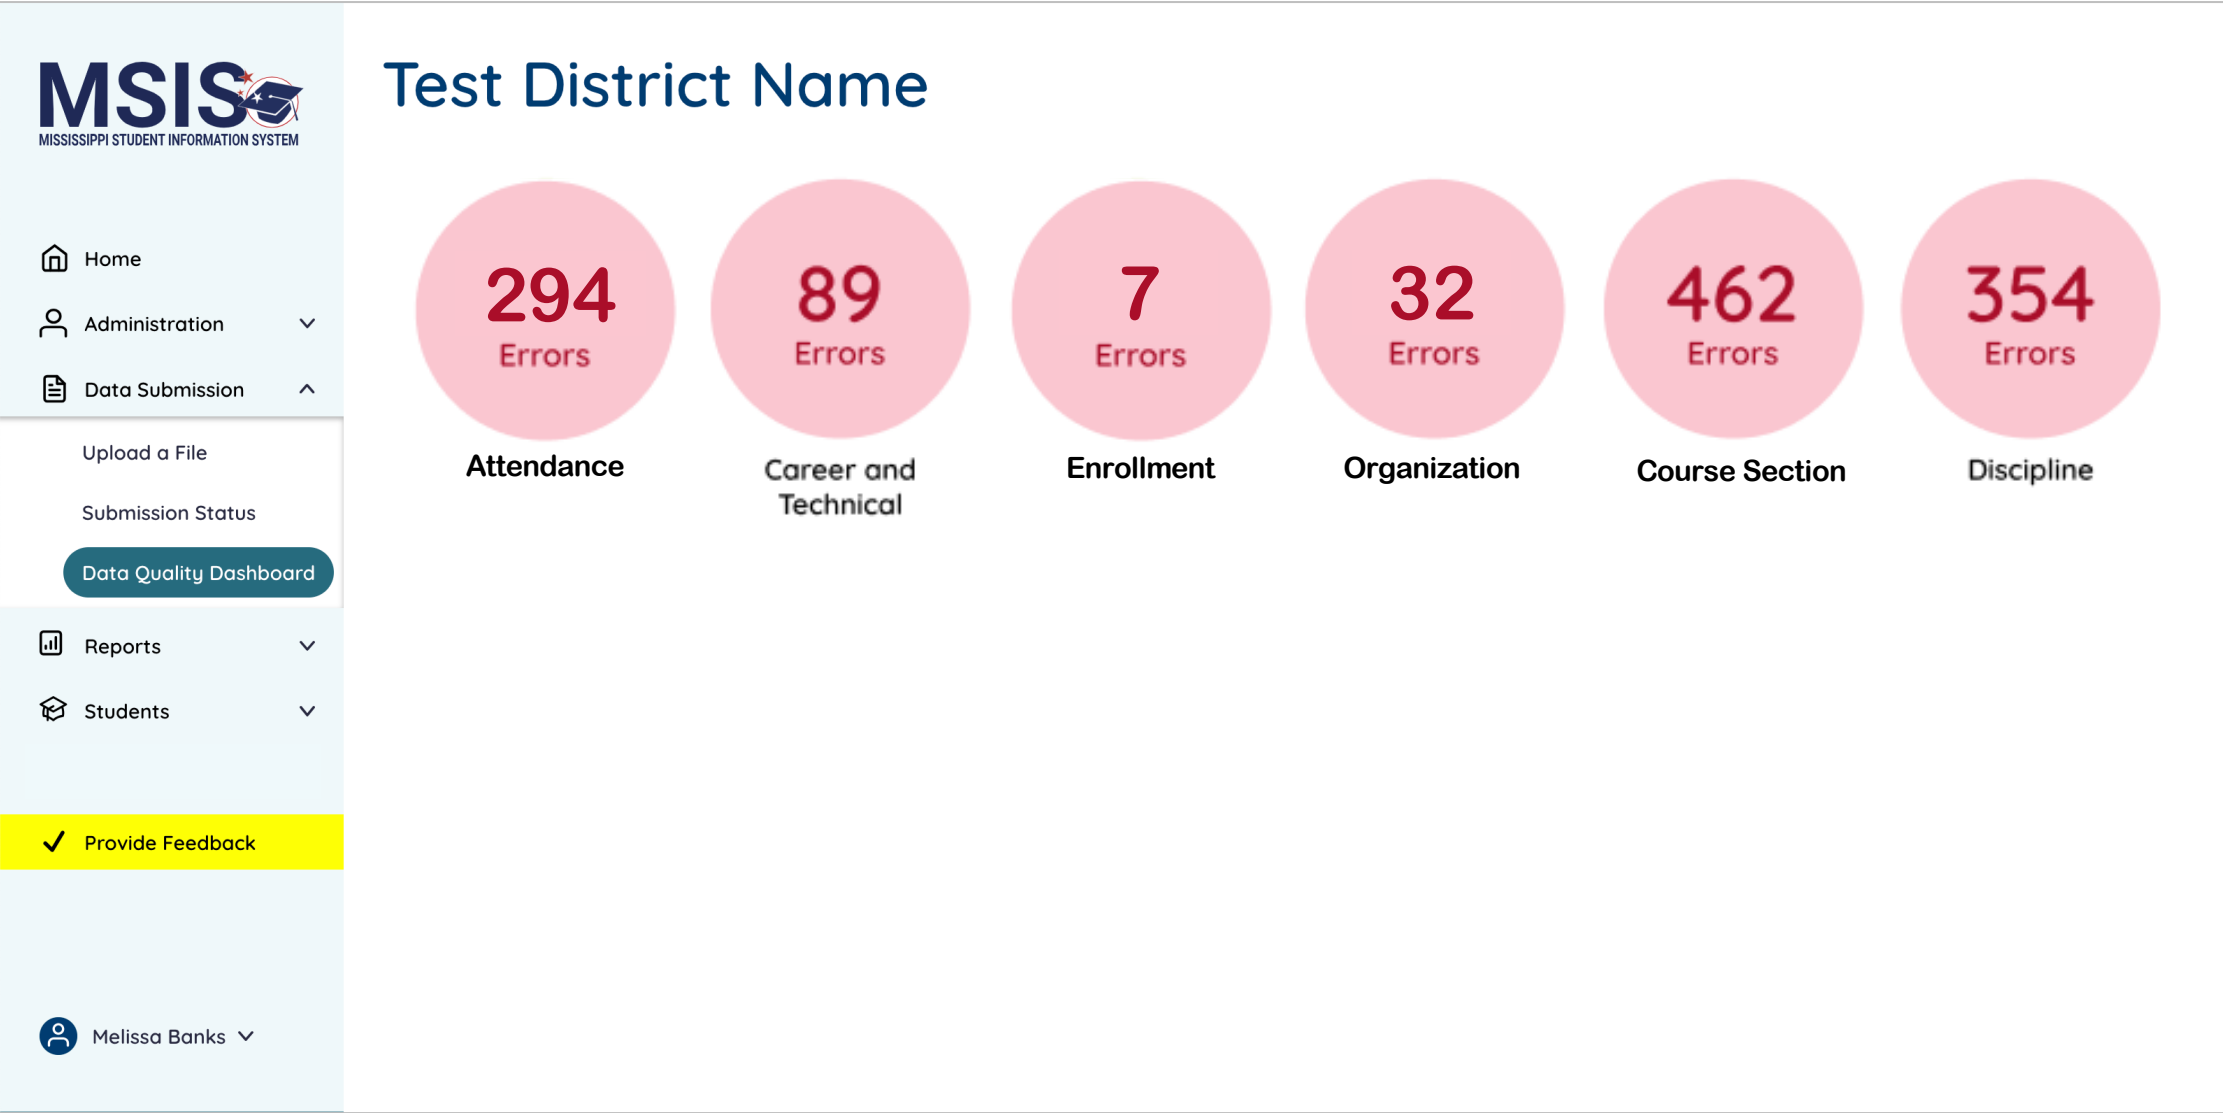 MSIS
MISSISSIPPI STUDENT INFORMATION SYSTEM
Home
Administration
Data Submission
Upload a File
Submission Status
Data Quality Dashboard
Reports
Students
Provide Feedback
Melissa Banks
Test District Name
294
Errors
Attendance
89
Errors
Career and
Technical
7
Errors
Enrollment
32
Errors
Organization
462
Errors
Course Section
354
Errors
Discipline